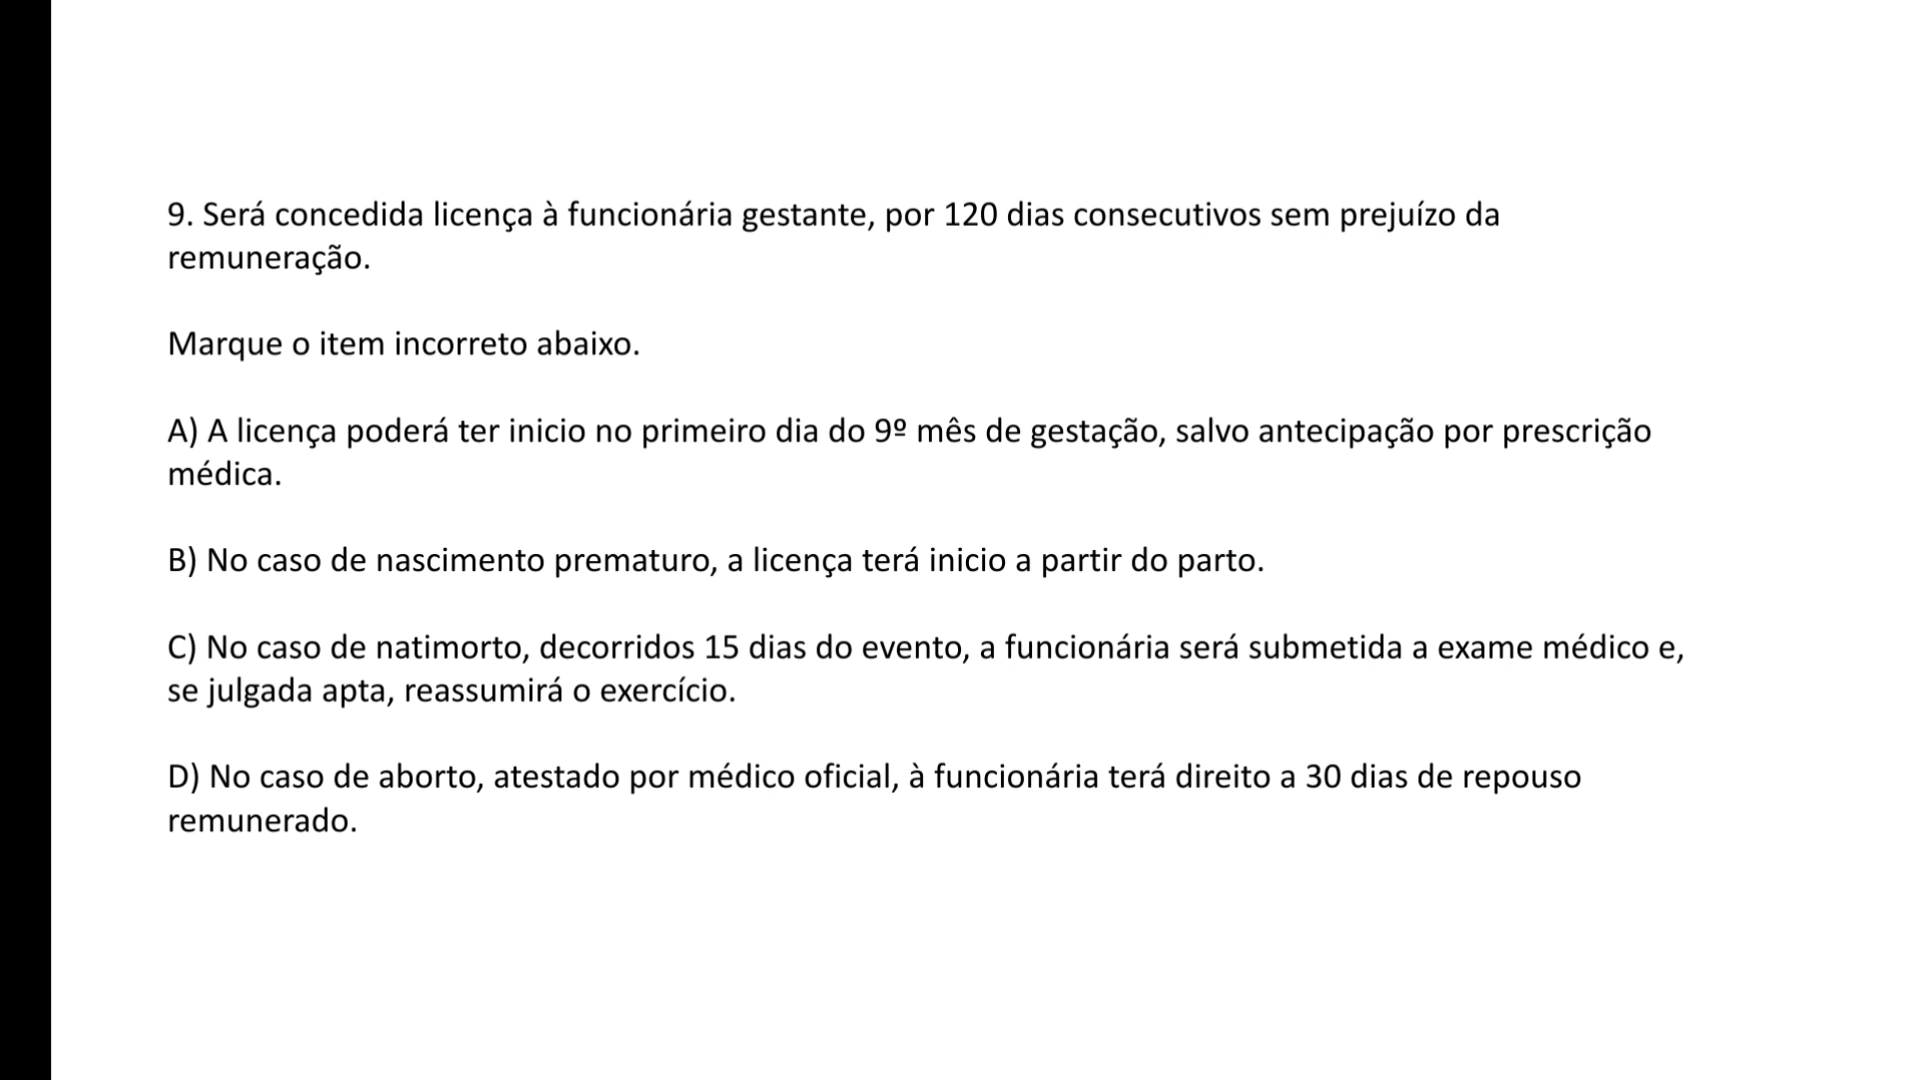 9. Será concedida licença à funcionária gestante, por 120 dias consecutivos sem prejuízo da
remuneração.
Marque o item incorreto abaixo.
A) A licença poderá ter inicio no primeiro dia do 9º mês de gestação, salvo antecipação por prescrição
médica.
B) No caso de nascimento prematuro, a licença terá inicio a partir do parto.
C) No caso de natimorto, decorridos 15 dias do evento, a funcionária será submetida a exame médico e,
se julgada apta, reassumirá o exercício.
D) No caso de aborto, atestado por médico oficial, à funcionária terá direito a 30 dias de repouso
remunerado.